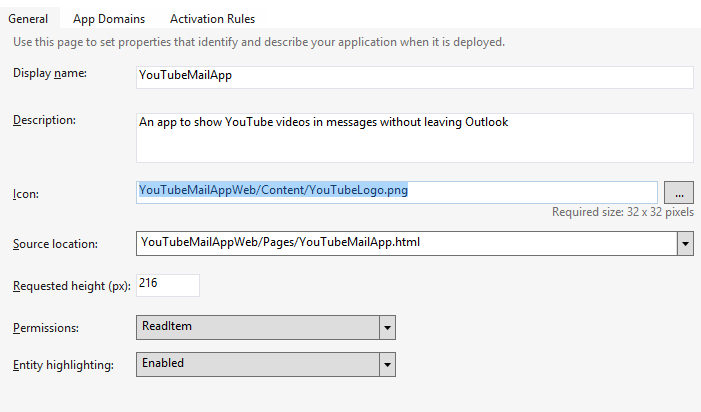 General App Domains Activation Rules
Use this page to set properties that identify and describe your application when it is deployed.
Display name: YouTubeMailApp
Description: An app to show YouTube videos in messages without leaving Outlook
Icon: YouTubeMailAppWeb/Content/YouTubeLogo.png ...
Required size: 32 x 32 pixels
Source location: YouTubeMailAppWeb/Pages/YouTubeMailApp.html
Requested height (px): 216
Permissions: ReadItem
Entity highlighting: Enabled